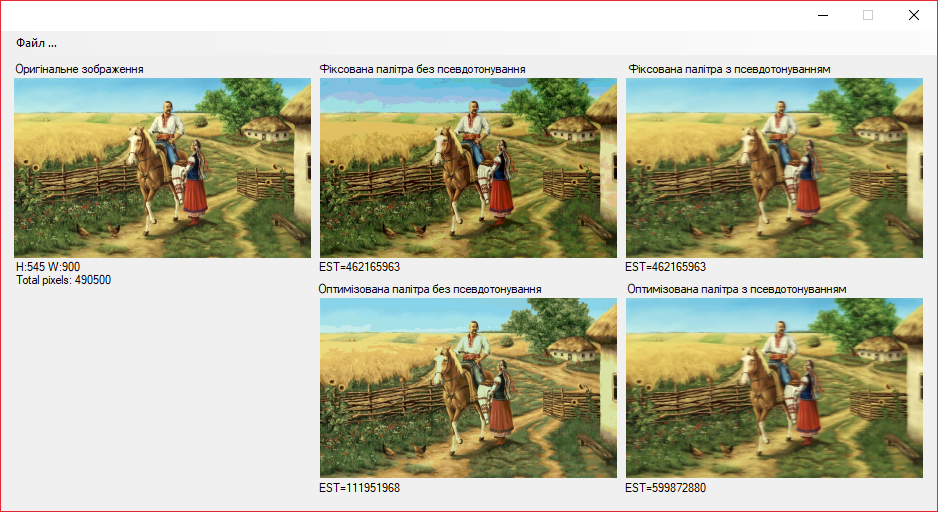 Файл ...
Оригінальне зображення
Фіксована палітра без псевдотонування
Фіксована палітра з псевдотонуванням
H:545 W:900
Total pixels: 490500
EST=462165963
EST=462165963
Оптимізована палітра без псевдотонування
Оптимізована палітра з псевдотонуванням
EST=111951968
EST=599872880